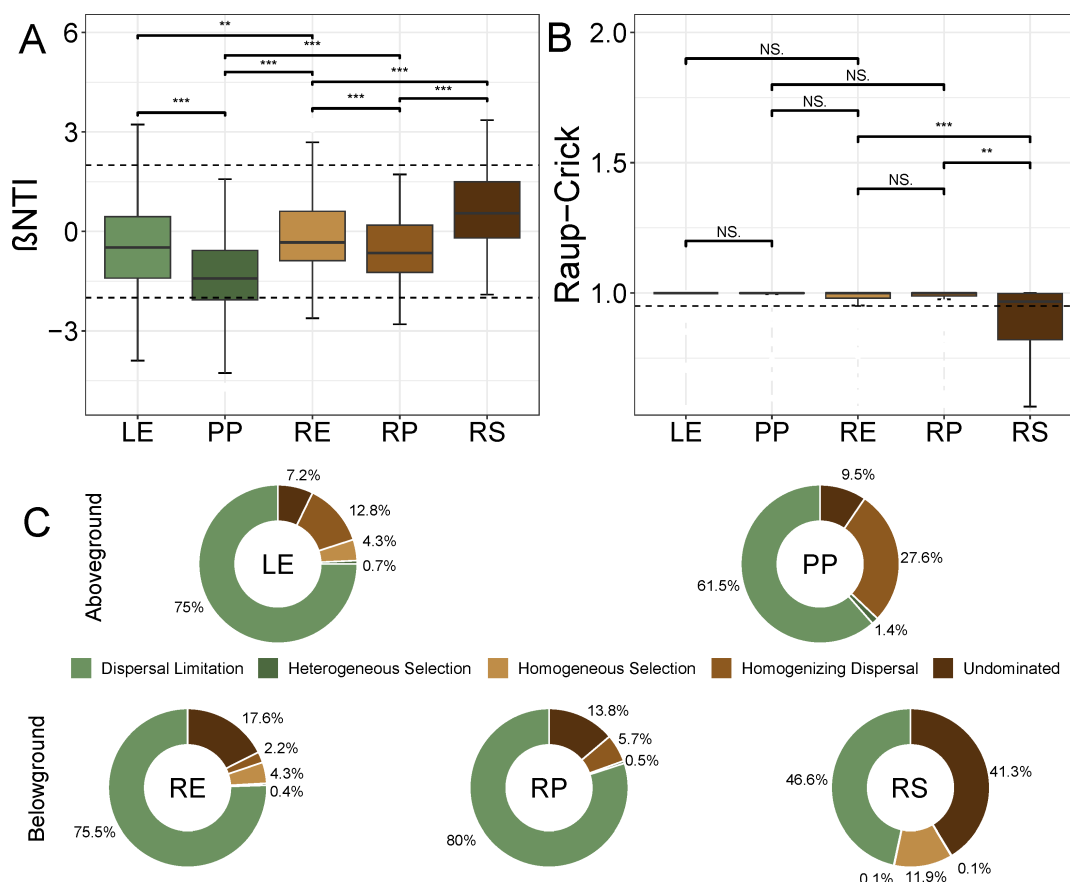 A
ßNTI
6
3
0
−3
**
***
***
***
***
***
***
LE PP RE RP RS
B
Raup−Crick
2.0
1.5
1.0
NS.
NS.
NS.
***
**
NS.
NS.
LE PP RE RP RS
C
Aboveground
LE
7.2%
12.8%
4.3%
0.7%
75%
PP
9.5%
27.6%
1.4%
61.5%
Dispersal Limitation Heterogeneous Selection Homogeneous Selection Homogenizing Dispersal Undominated
Belowground
RE
17.6%
2.2%
4.3%
0.4%
75.5%
RP
13.8%
5.7%
0.5%
80%
RS
41.3%
0.1%
11.9%
0.1%
46.6%